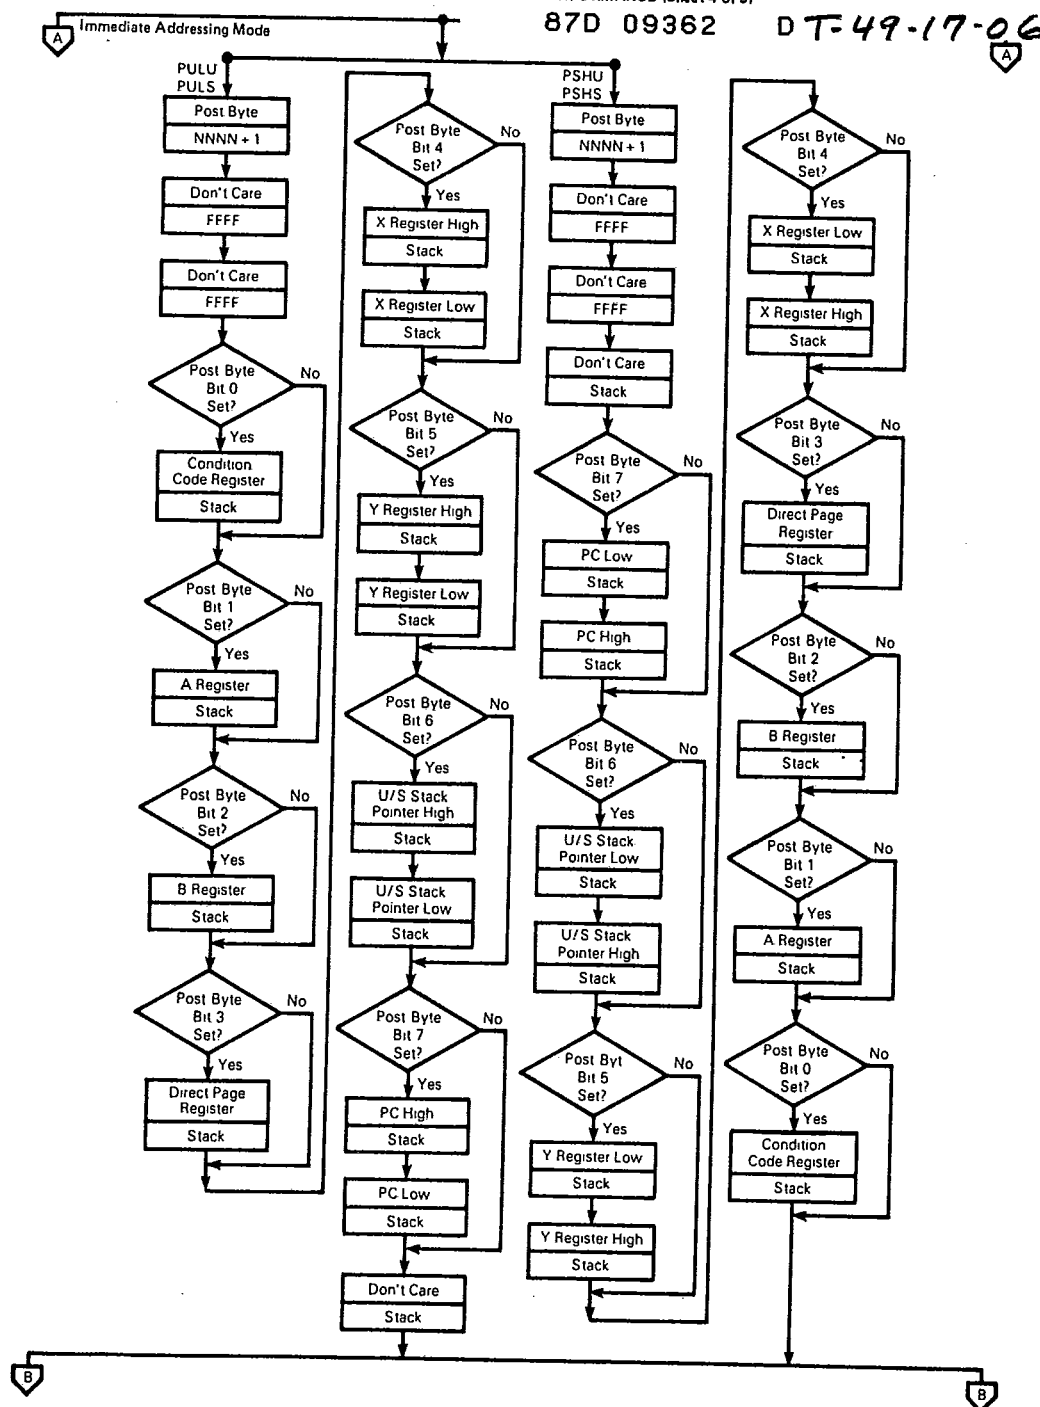 87D 09362 D T-49-17-06
A
Immediate Addressing Mode
A
PULU
PULS
Post Byte
NNNN + 1
Don't Care
FFFF
Don't Care
FFFF
Post Byte
Bit 0
Set?
No
Yes
Condition
Code Register
Stack
Post Byte
Bit 1
Set?
No
Yes
A Register
Stack
Post Byte
Bit 2
Set?
No
Yes
B Register
Stack
Post Byte
Bit 3
Set?
No
Yes
Direct Page
Register
Stack
Post Byte
Bit 4
Set?
No
Yes
X Register High
Stack
X Register Low
Stack
Post Byte
Bit 5
Set?
No
Yes
Y Register High
Stack
Y Register Low
Stack
Post Byte
Bit 6
Set?
No
Yes
U/S Stack
Pointer High
Stack
U/S Stack
Pointer Low
Stack
Post Byte
Bit 7
Set?
No
Yes
PC High
Stack
PC Low
Stack
Don't Care
Stack
PSHU
PSHS
Post Byte
NNNN + 1
Don't Care
FFFF
Don't Care
FFFF
Don't Care
Stack
Post Byte
Bit 7
Set?
No
Yes
PC Low
Stack
PC High
Stack
Post Byte
Bit 6
Set?
No
Yes
U/S Stack
Pointer Low
Stack
U/S Stack
Pointer High
Stack
Post Byt
Bit 5
Set?
No
Yes
Y Register Low
Stack
Y Register High
Stack
Post Byte
Bit 4
Set?
No
Yes
X Register Low
Stack
X Register High
Stack
Post Byte
Bit 3
Set?
No
Yes
Direct Page
Register
Stack
Post Byte
Bit 2
Set?
No
Yes
B Register
Stack
Post Byte
Bit 1
Set?
No
Yes
A Register
Stack
Post Byte
Bit 0
Set?
No
Yes
Condition
Code Register
Stack
B
B